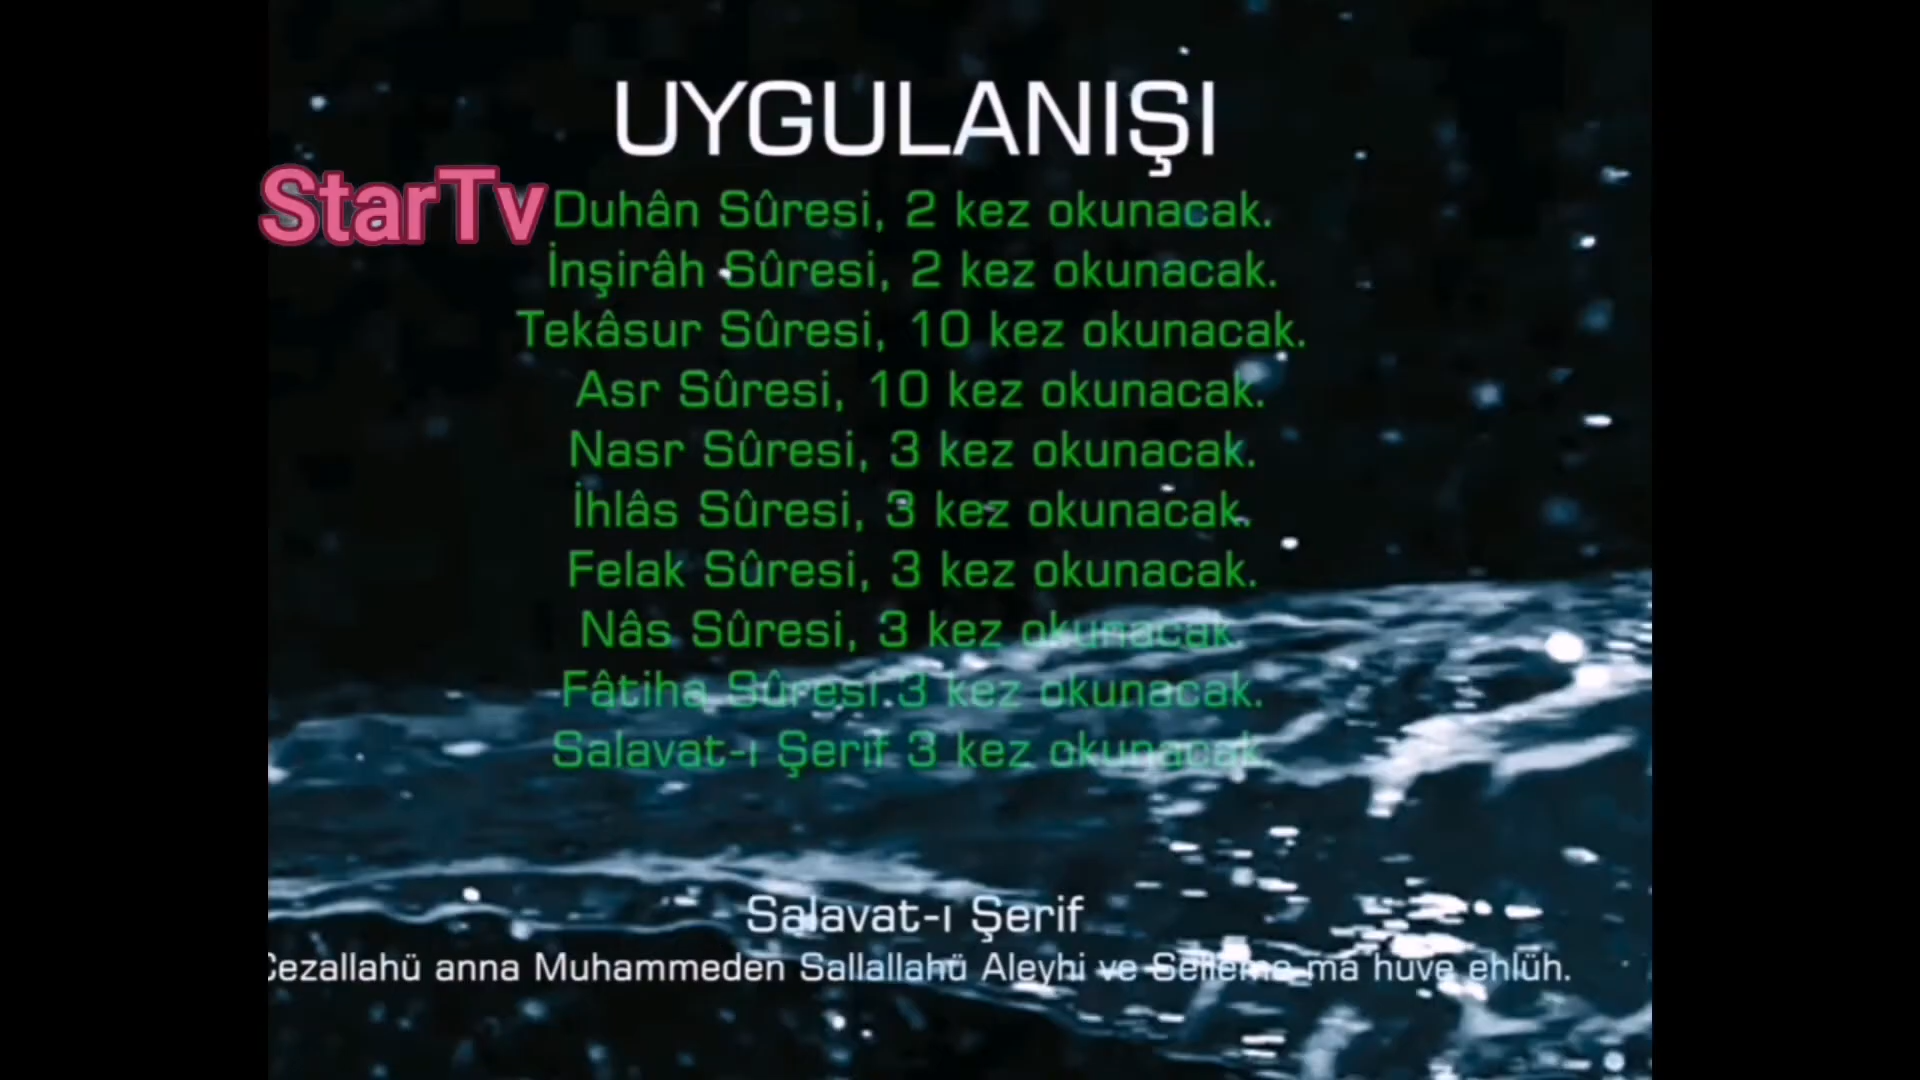 UYGULANIŞI
StarTv
Duhân Sûresi, 2 kez okunacak.
İnşirâh Sûresi, 2 kez okunacak.
Tekâsur Sûresi, 10 kez okunacak.
Asr Sûresi, 10 kez okunacak.
Nasr Sûresi, 3 kez okunacak.
İhlâs Sûresi, 3 kez okunacak.
Felak Sûresi, 3 kez okunacak.
Nâs Sûresi, 3 kez okunacak.
Fâtiha Sûresi.3 kez okunacak.
Salavat-ı Şerif 3 kez okunacak.
Salavat-ı Şerif
Cezallahü anna Muhammeden Sallallahü Aleyhi ve Selleme mâ huve ehlüh.